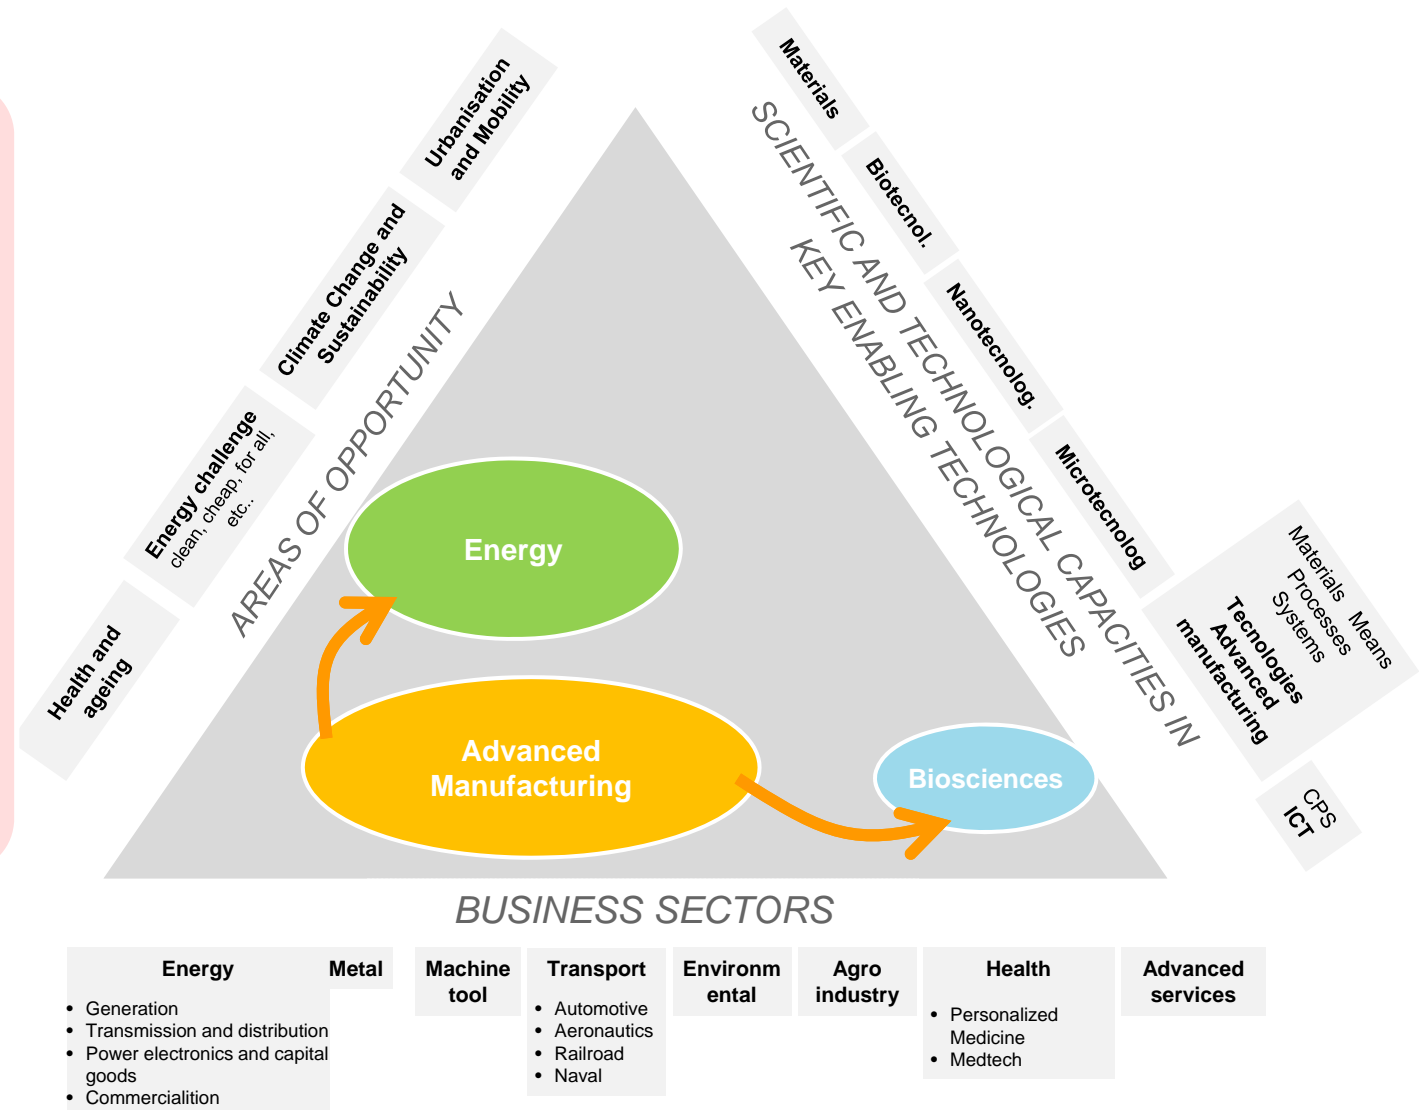 Urbanisation
and Mobility
Climate Change and
Sustainability
Energy challenge
clean, cheap, for all,
etc..
Health and
ageing
AREAS OF OPPORTUNITY
Materials
Biotecnol.
Nanotecnolog.
Microtecnolog
Materials Means
Processes
Systems
Tecnologies
Advanced
manufacturing
CPS
ICT
SCIENTIFIC AND TECHNOLOGICAL CAPACITIES IN
KEY ENABLING TECHNOLOGIES
Energy
Advanced
Manufacturing
Biosciences
BUSINESS SECTORS
Energy
• Generation
• Transmission and distribution
• Power electronics and capital
goods
• Commercialition
Metal
Machine
tool
Transport
• Automotive
• Aeronautics
• Railroad
• Naval
Environm
ental
Agro
industry
Health
• Personalized
Medicine
• Medtech
Advanced
services